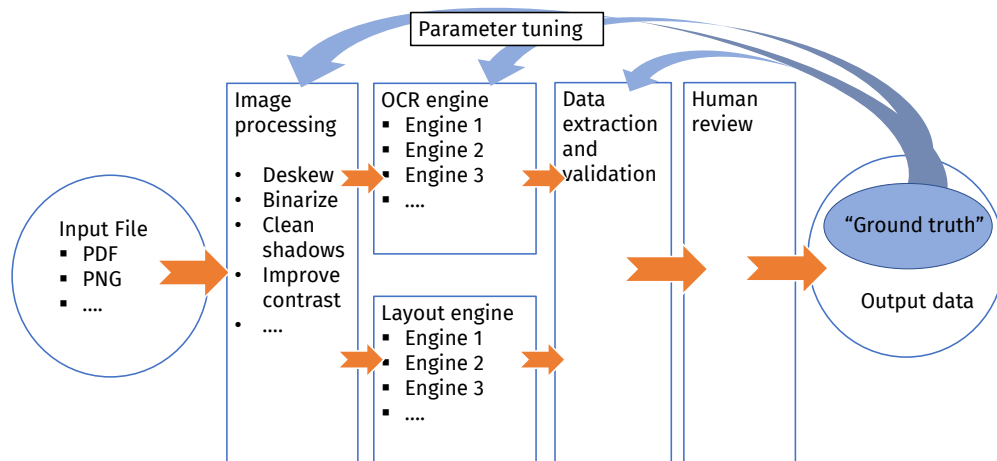 Parameter tuning
Input File
▪ PDF
▪ PNG
▪ ....
Image
processing
• Deskew
• Binarize
• Clean
shadows
• Improve
contrast
• ....
OCR engine
▪ Engine 1
▪ Engine 2
▪ Engine 3
▪ ....
Layout engine
▪ Engine 1
▪ Engine 2
▪ Engine 3
▪ ....
Data
extraction
and
validation
Human
review
“Ground truth”
Output data